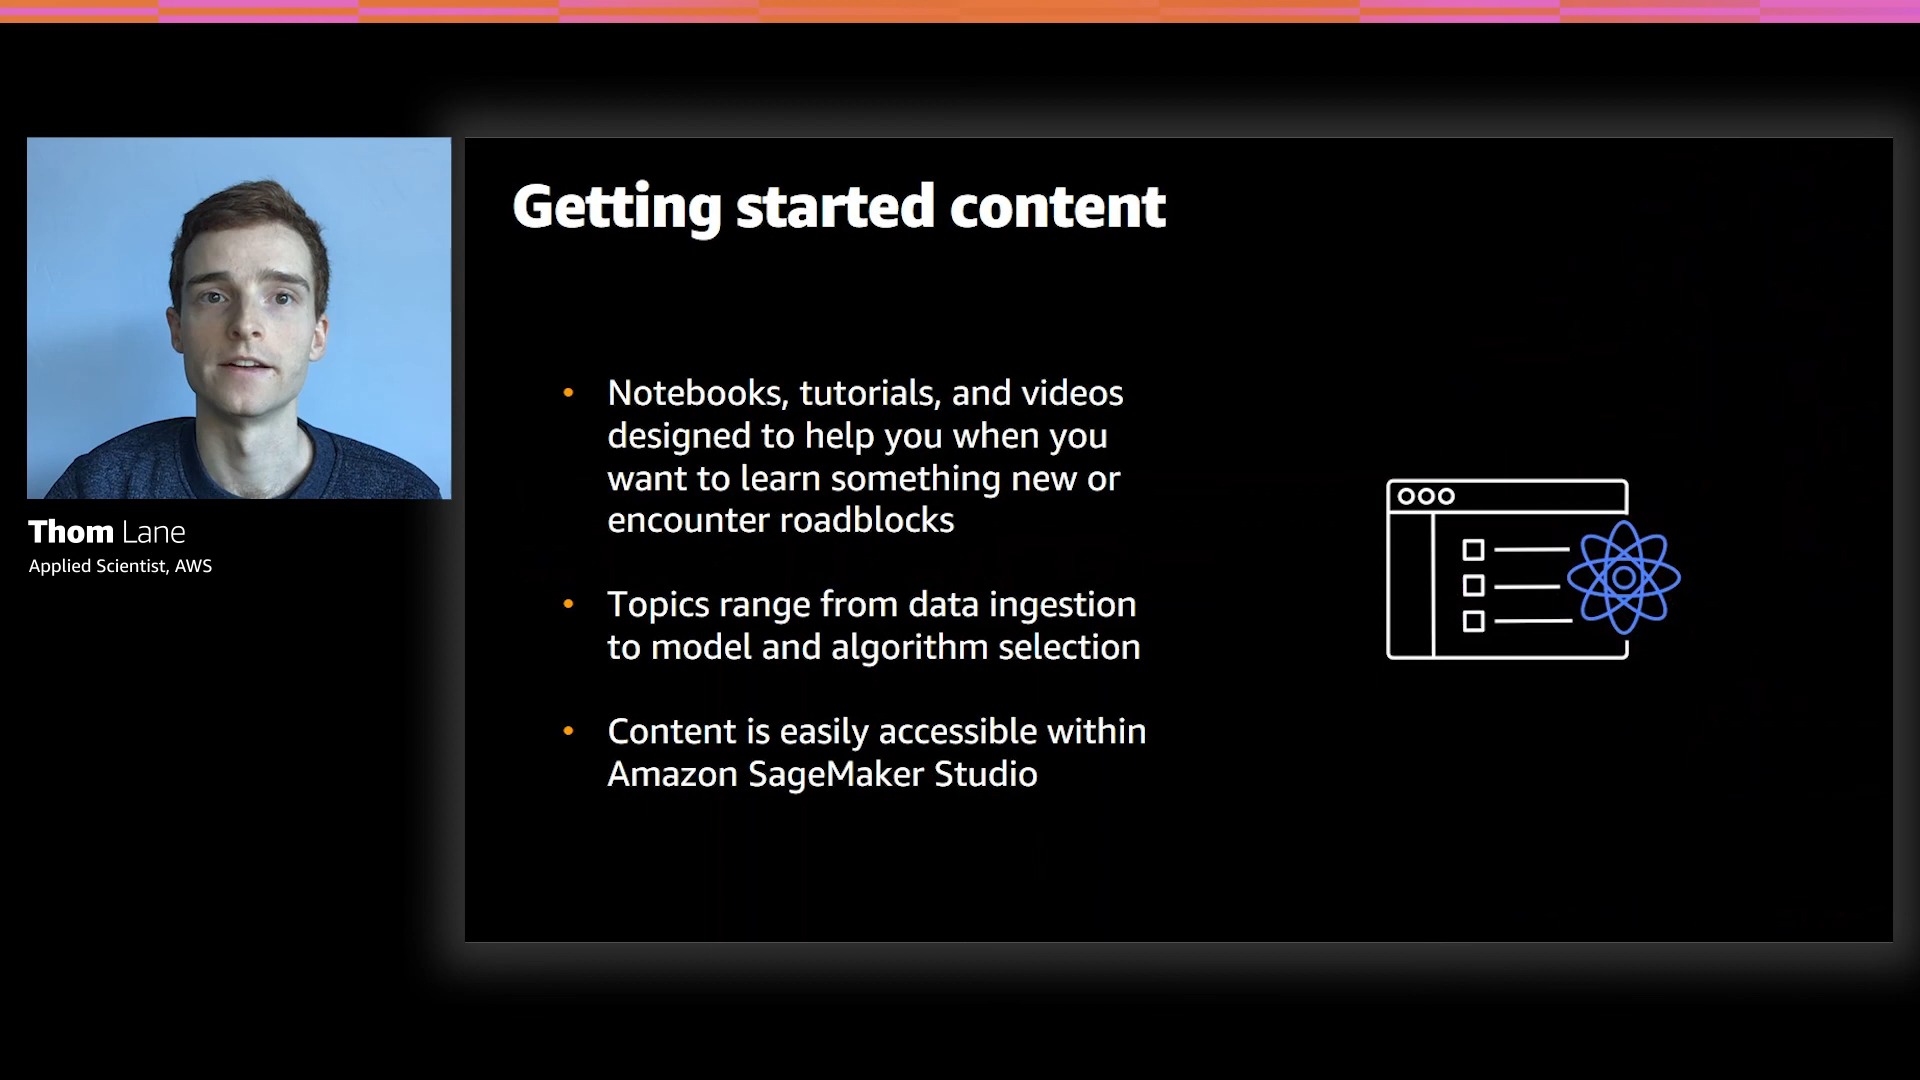 Getting started content
Notebooks, tutorials, and videos
designed to help you when you
want to learn something new or
encounter roadblocks
Topics range from data ingestion
to model and algorithm selection
Content is easily accessible within
Amazon SageMaker Studio
Thom Lane
Applied Scientist, AWS